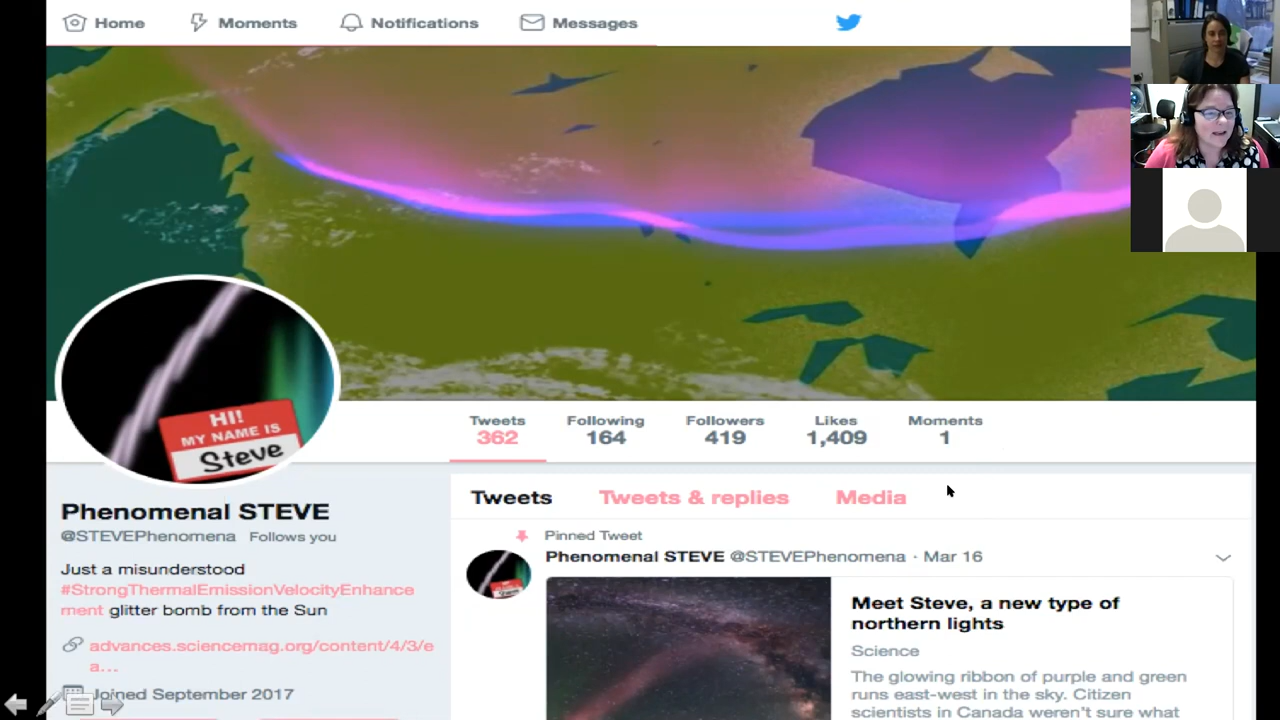 Home Moments Notifications Messages
HI!
MY NAME IS
Steve
Tweets Following Followers Likes Moments
362 164 419 1,409 1
Phenomenal STEVE
@STEVEPhenomena Follows you
Just a misunderstood
#StrongThermalEmissionVelocityEnhance
ment glitter bomb from the Sun
advances.sciencemag.org/content/4/3/e
a…
Joined September 2017
Tweets Tweets & replies Media
Pinned Tweet
Phenomenal STEVE @STEVEPhenomena · Mar 16
Meet Steve, a new type of
northern lights
Science
The glowing ribbon of purple and green
runs east-west in the sky. Citizen
scientists in Canada weren't sure what